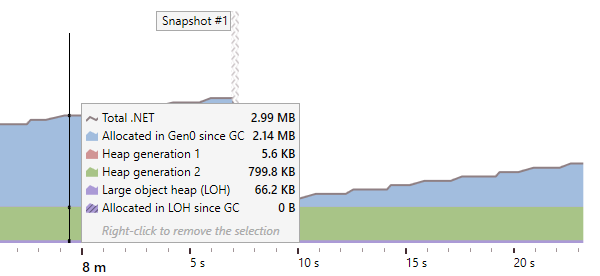 Snapshot #1
Total .NET 2.99 MB
Allocated in Gen0 since GC 2.14 MB
Heap generation 1 5.6 KB
Heap generation 2 799.8 KB
Large object heap (LOH) 66.2 KB
Allocated in LOH since GC 0 B
Right-click to remove the selection
8 m 5 s 10 s 15 s 20 s